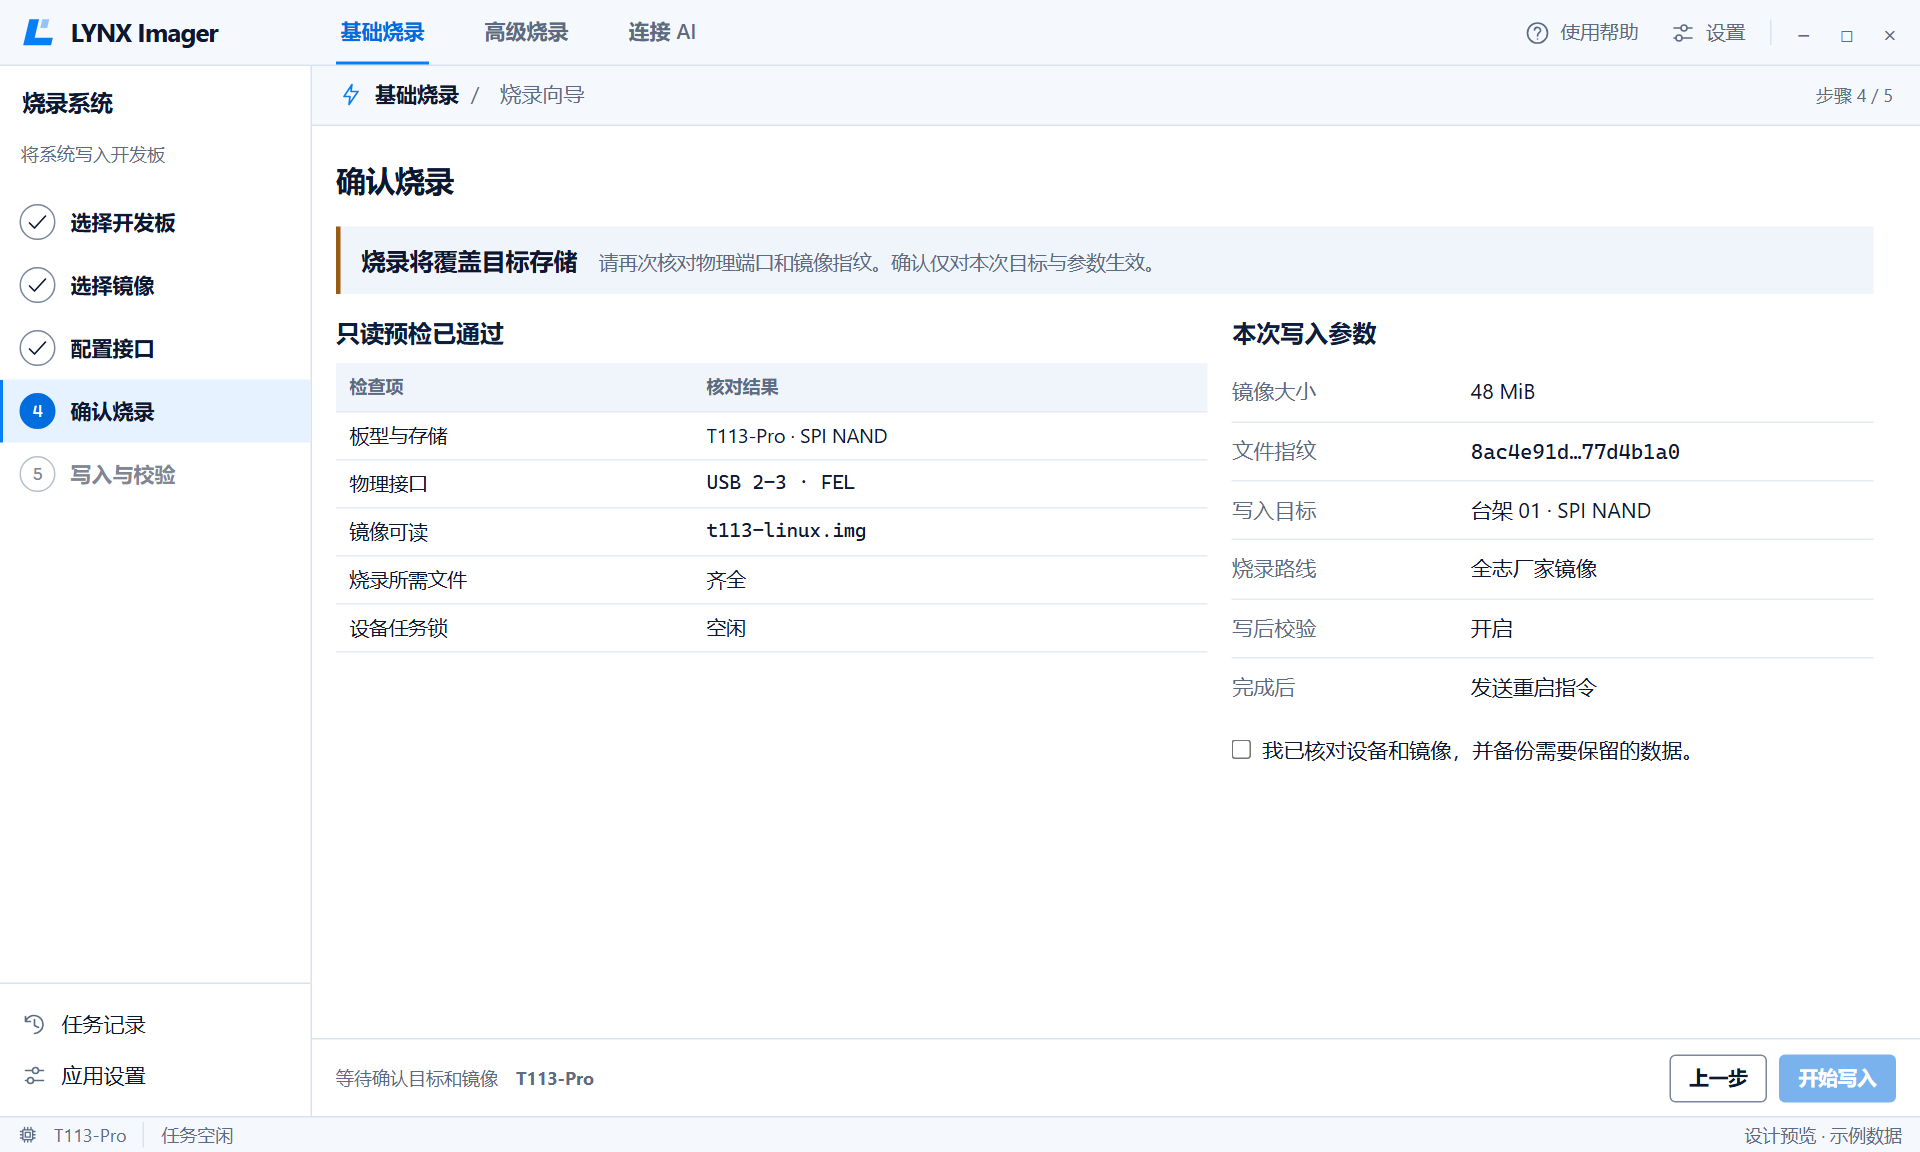 LYNX Imager
基础烧录
高级烧录
连接 AI
使用帮助
设置
烧录系统
将系统写入开发板
选择开发板
选择镜像
配置接口
4 确认烧录
5 写入与校验
任务记录
应用设置
基础烧录 / 烧录向导
步骤 4 / 5
确认烧录
烧录将覆盖目标存储 请再次核对物理端口和镜像指纹。确认仅对本次目标与参数生效。
只读预检已通过
检查项 核对结果
板型与存储 T113-Pro · SPI NAND
物理接口 USB 2-3 · FEL
镜像可读 t113-linux.img
烧录所需文件 齐全
设备任务锁 空闲
本次写入参数
镜像大小 48 MiB
文件指纹 8ac4e91d…77d4b1a0
写入目标 台架 01 · SPI NAND
烧录路线 全志厂家镜像
写后校验 开启
完成后 发送重启指令
我已核对设备和镜像，并备份需要保留的数据。
等待确认目标和镜像 T113-Pro
上一步
开始写入
T113-Pro
任务空闲
设计预览 · 示例数据